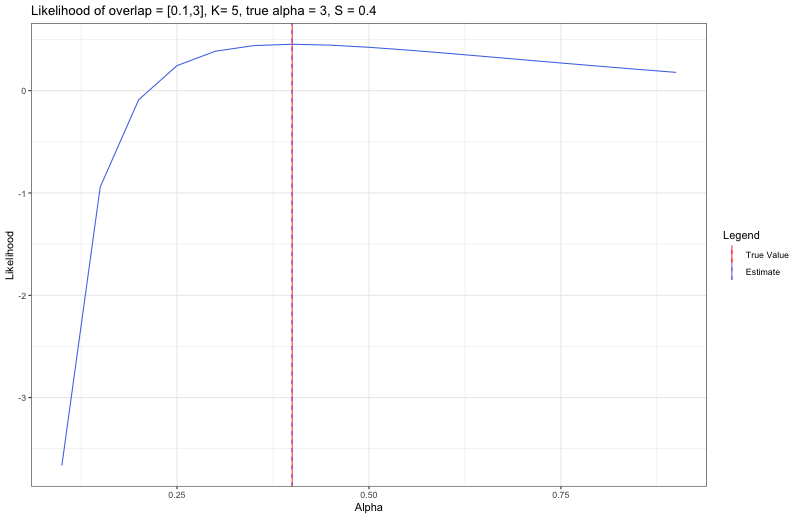 Likelihood of overlap = [0.1,3], K= 5, true alpha = 3, S = 0.4
Likelihood
0
-1
-2
-3
0.25
0.50
0.75
Alpha
Legend
True Value
Estimate